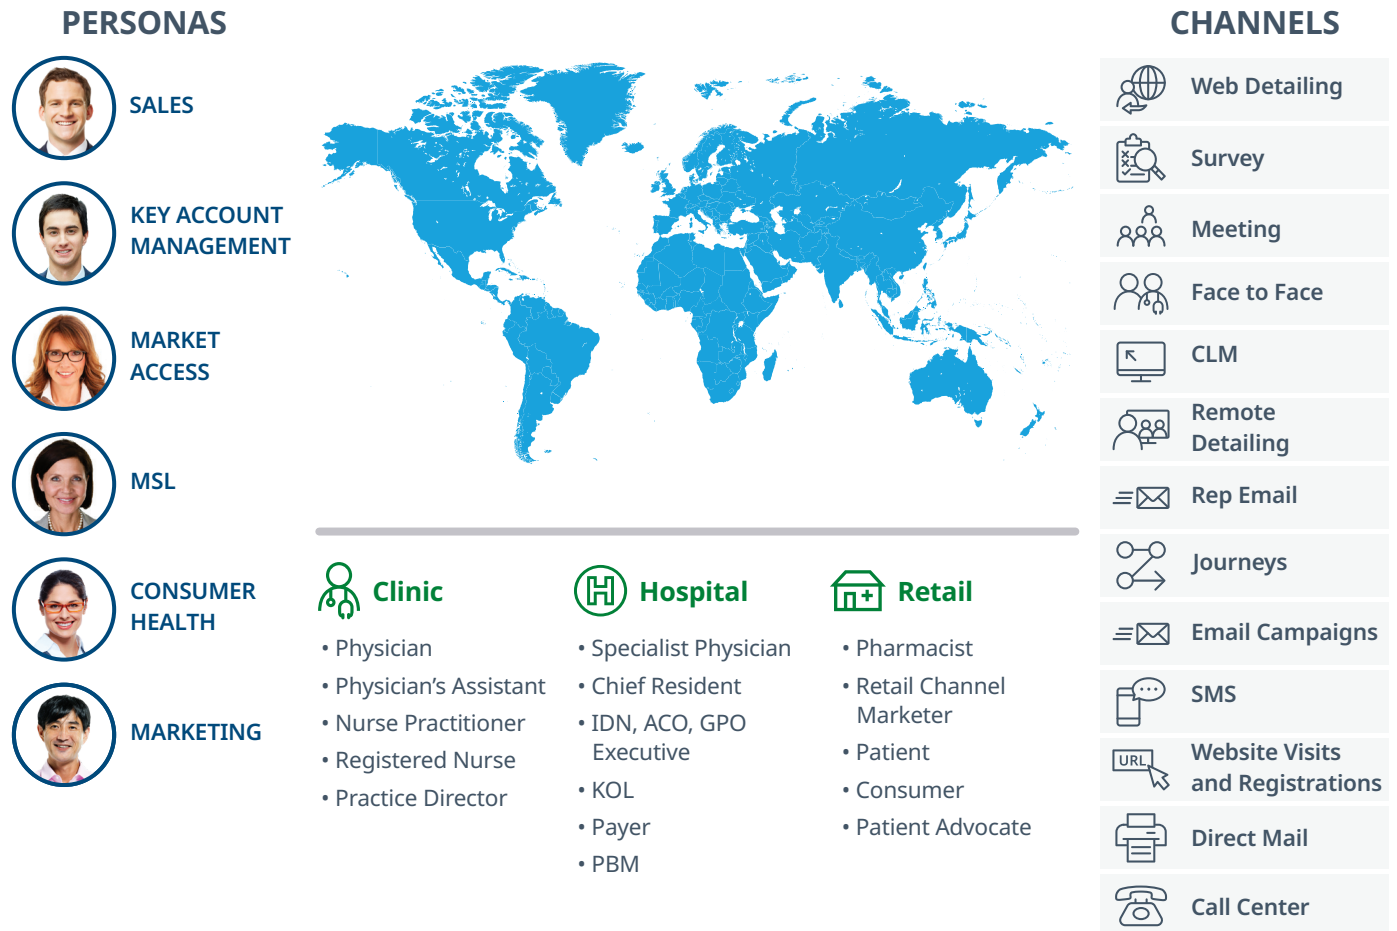 PERSONAS
SALES
KEY ACCOUNT
MANAGEMENT
MARKET
ACCESS
MSL
CONSUMER
HEALTH
MARKETING
Clinic
• Physician
• Physician’s Assistant
• Nurse Practitioner
• Registered Nurse
• Practice Director
Hospital
• Specialist Physician
• Chief Resident
• IDN, ACO, GPO
Executive
• KOL
• Payer
• PBM
Retail
• Pharmacist
• Retail Channel
Marketer
• Patient
• Consumer
• Patient Advocate
CHANNELS
Web Detailing
Survey
Meeting
Face to Face
CLM
Remote
Detailing
Rep Email
Journeys
Email Campaigns
SMS
URL
Website Visits
and Registrations
Direct Mail
Call Center